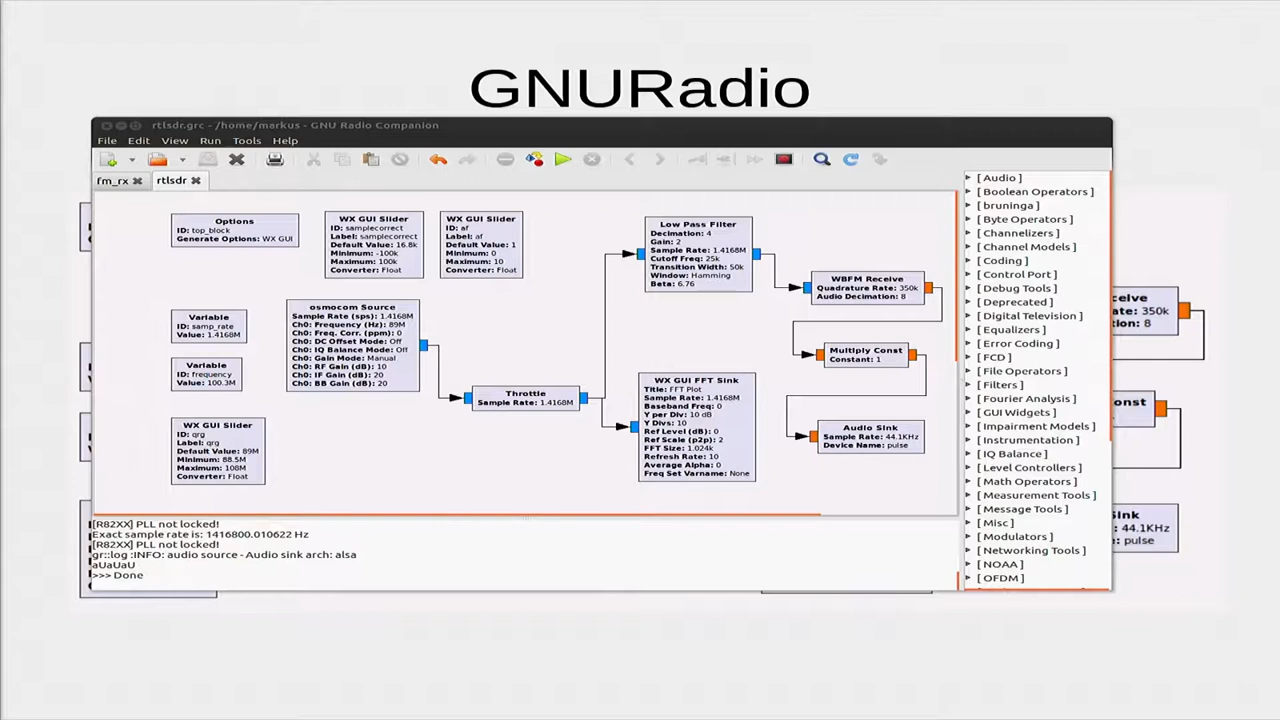 GNURadio
rtlsdr.grc - /home/markus - GNU Radio Companion
File Edit View Run Tools Help
fm_rx rtlsdr
Options
ID: top_block
Generate Options: WX GUI
WX GUI Slider
ID: samplecorrect
Label: samplecorrect
Default Value: 16.8k
Minimum: -100k
Maximum: 100k
Converter: Float
WX GUI Slider
ID: af
Label: af
Default Value: 1
Minimum: 0
Maximum: 10
Converter: Float
Low Pass Filter
Decimation: 4
Gain: 2
Sample Rate: 1.4168M
Cutoff Freq: 25k
Transition Width: 50k
Window: Hamming
Beta: 6.76
WBFM Receive
Quadrature Rate: 350k
Audio Decimation: 8
Variable
ID: samp_rate
Value: 1.4168M
osmocom Source
Sample Rate (sps): 1.4168M
Ch0: Frequency (Hz): 89M
Ch0: Freq. Corr. (ppm): 0
Ch0: DC Offset Mode: Off
Ch0: IQ Balance Mode: Off
Ch0: Gain Mode: Manual
Ch0: RF Gain (dB): 10
Ch0: IF Gain (dB): 20
Ch0: BB Gain (dB): 20
Variable
ID: frequency
Value: 100.3M
Multiply Const
Constant: 1
Throttle
Sample Rate: 1.4168M
WX GUI FFT Sink
Title: FFT Plot
Sample Rate: 1.4168M
Baseband Freq: 0
Y per Div: 10 dB
Y Divs: 10
Ref Level (dB): 0
Ref Scale (p2p): 2
FFT Size: 1.024k
Refresh Rate: 10
Average Alpha: 0
Freq Set Varname: None
WX GUI Slider
ID: qrg
Label: qrg
Default Value: 89M
Minimum: 88.5M
Maximum: 108M
Converter: Float
Audio Sink
Sample Rate: 44.1KHz
Device Name: pulse
[ Audio ]
[ Boolean Operators ]
[ bruninga ]
[ Byte Operators ]
[ Channelizers ]
[ Channel Models ]
[ Coding ]
[ Control Port ]
[ Debug Tools ]
[ Deprecated ]
[ Digital Television ]
[ Equalizers ]
[ Error Coding ]
[ FCD ]
[ File Operators ]
[ Filters ]
[ Fourier Analysis ]
[ GUI Widgets ]
[ Impairment Models ]
[ Instrumentation ]
[ IQ Balance ]
[ Level Controllers ]
[ Math Operators ]
[ Measurement Tools ]
[ Message Tools ]
[ Misc ]
[ Modulators ]
[ Networking Tools ]
[ NOAA ]
[ OFDM ]
[R82XX] PLL not locked!
Exact sample rate is: 1416800.010622 Hz
[R82XX] PLL not locked!
gr::log :INFO: audio source - Audio sink arch: alsa
aUaUaU
>>> Done
ceive
ate: 350k
tion: 8
onst
Sink
: 44.1KHz
: pulse